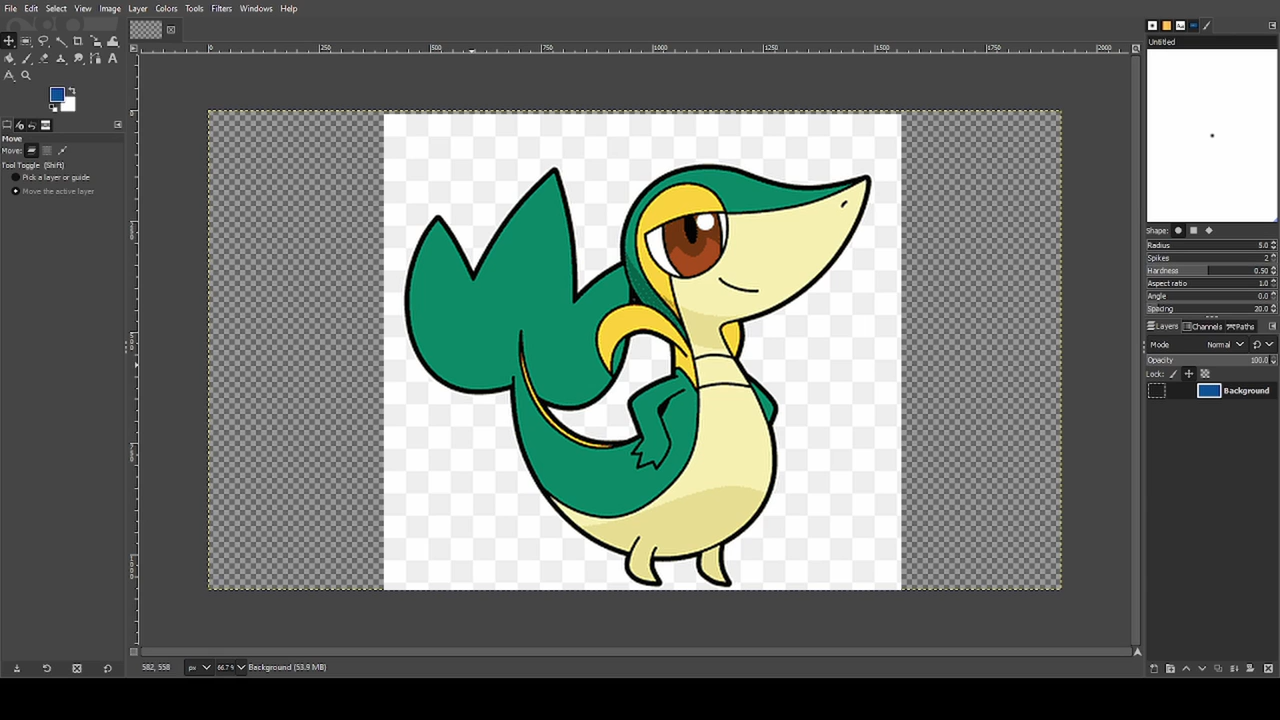 File Edit Select View Image Layer Colors Tools Filters Windows Help
Untitled
0 250 500 750 1000 1250 1500 1750 2000
Move
Move:
Tool Toggle (Shift)
Pick a layer or guide
Move the active layer
Shape:
Radius 5.0
Spikes 2
Hardness 0.50
Aspect ratio 1.0
Angle 0.0
Spacing 20.0
Layers Channels Paths
Mode Normal
Opacity 100.0
Lock:
Background
582, 558 px 66.7 Background (53.9 MB)